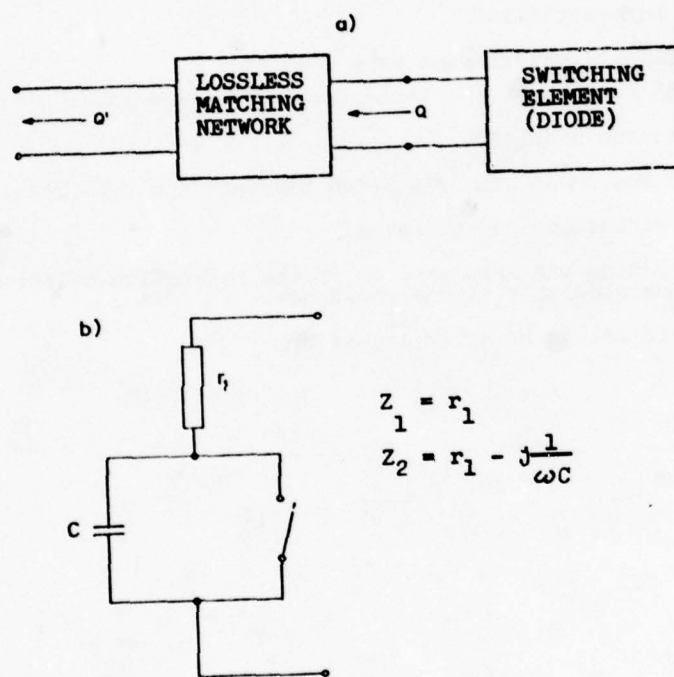 a)
LOSSLESS
MATCHING
NETWORK
SWITCHING
ELEMENT
(DIODE)
Q'
Q
b)
r₁
C
Z₁ = r₁
Z₂ = r₁ - j 1/ωC